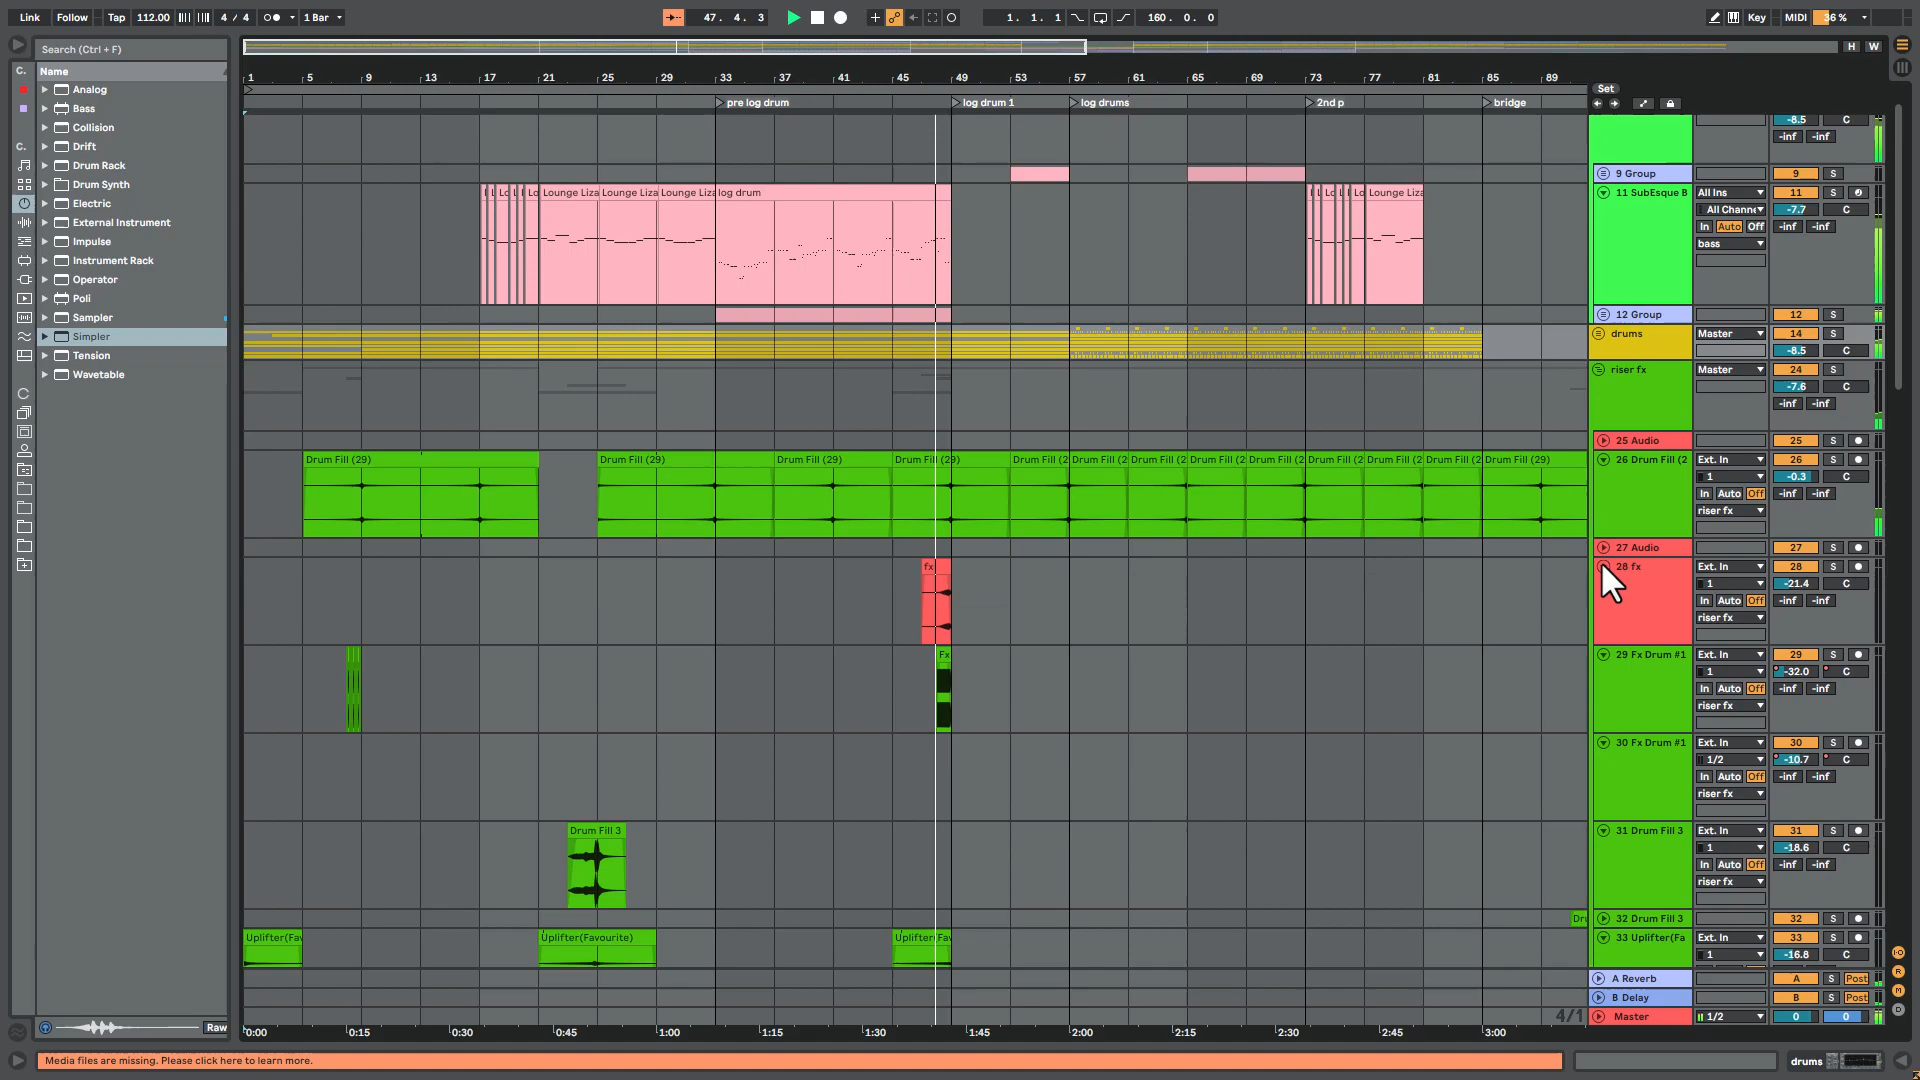 Link Follow Tap 112.00 4 / 4 1 Bar 47. 4. 3 1. 1. 1 160. 0. 0 Key MIDI 36 %
Search (Ctrl + F)
H W
C. Name
1 5 9 13 17 21 25 29 33 37 41 45 49 53 57 61 65 69 73 77 81 85 89
Set
pre log drum log drum 1 log drums 2nd p bridge
Analog
Bass
Collision
Drift
C.
Drum Rack
Drum Synth
Electric
External Instrument
Impulse
Instrument Rack
Operator
Poli
Sampler
Simpler
Tension
Wavetable
Raw
-8.5 C
-inf -inf
9 Group 9 S
Lo Lounge Liza Lounge Liza Lounge Liza log drum Lo Lounge Liza
11 SubEsque B All Ins 11 S
All Channe -7.7 C
In Auto Off -inf -inf
bass
12 Group 12 S
drums Master 14 S
-8.5 C
riser fx Master 24 S
-7.6 C
-inf -inf
25 Audio 25 S
Drum Fill (29) Drum Fill (29) Drum Fill (29) Drum Fill (29) Drum Fill (2 Drum Fill (2 Drum Fill (2 Drum Fill (2 Drum Fill (2 Drum Fill (2 Drum Fill (2 Drum Fill (2 Drum Fill (29)
26 Drum Fill (2 Ext. In 26 S
1 -0.3 C
In Auto Off -inf -inf
riser fx
27 Audio 27 S
fx 28 fx Ext. In 28 S
1 -21.4 C
In Auto Off -inf -inf
riser fx
Fx 29 Fx Drum #1 Ext. In 29 S
1 -32.0 C
In Auto Off -inf -inf
riser fx
30 Fx Drum #1 Ext. In 30 S
1/2 -10.7 C
In Auto Off -inf -inf
riser fx
Drum Fill 3 31 Drum Fill 3 Ext. In 31 S
1 -18.6 C
In Auto Off -inf -inf
riser fx
Dru 32 Drum Fill 3 32 S
Uplifter(Fav Uplifter(Favourite) Uplifter(Fav 33 Uplifter(Fa Ext. In 33 S
1 -16.8 C
A Reverb A S Post
B Delay B S Post
4/1 Master 1/2 0 0
0:00 0:15 0:30 0:45 1:00 1:15 1:30 1:45 2:00 2:15 2:30 2:45 3:00
Media files are missing. Please click here to learn more. drums